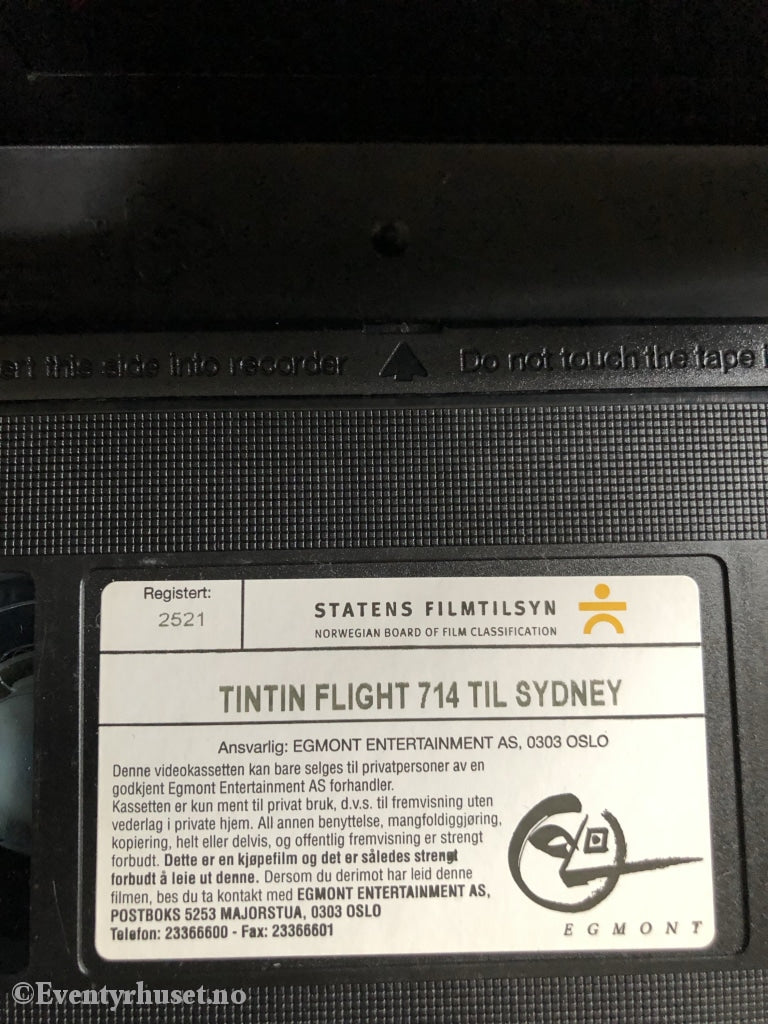 this side into recorder Do not touch the tape
Registert:
2521
STATENS FILMTILSYN
NORWEGIAN BOARD OF FILM CLASSIFICATION
TINTIN FLIGHT 714 TIL SYDNEY
Ansvarlig: EGMONT ENTERTAINMENT AS, 0303 OSLO
Denne videokassetten kan bare selges til privatpersoner av en
godkjent Egmont Entertainment AS forhandler.
Kassetten er kun ment til privat bruk, d.v.s. til fremvisning uten
vederlag i private hjem. All annen benyttelse, mangfoldiggjøring,
kopiering, helt eller delvis, og offentlig fremvisning er strengt
forbudt. Dette er en kjøpefilm og det er således strengt
forbudt å leie ut denne. Dersom du derimot har leid denne
filmen, bes du ta kontakt med EGMONT ENTERTAINMENT AS,
POSTBOKS 5253 MAJORSTUA, 0303 OSLO
Telefon: 23366600 - Fax: 23366601
EGMONT
©Eventyrhuset.no